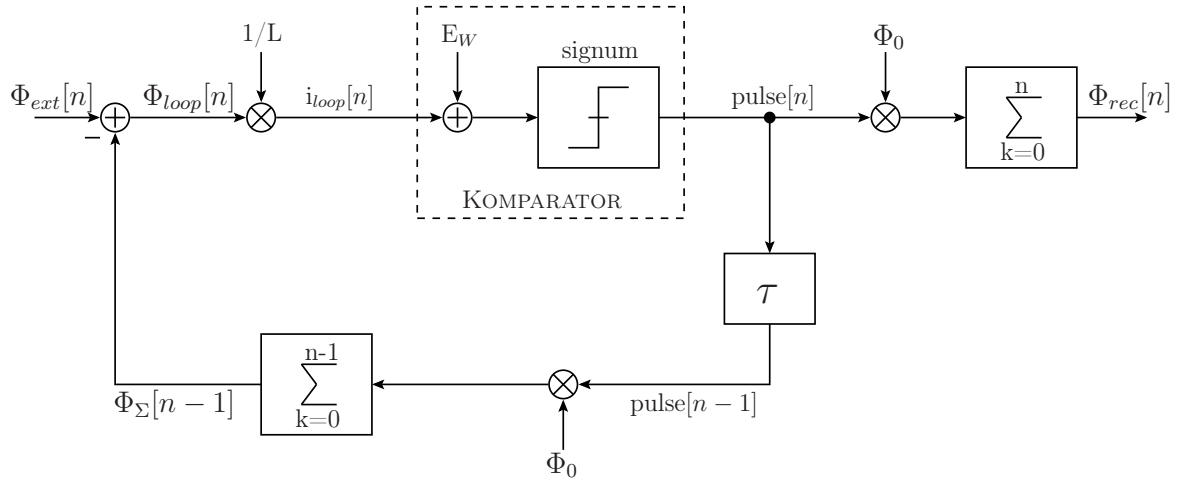 1/L
E_W
signum
Φ_0
Φ_ext[n]
Φ_loop[n]
i_loop[n]
pulse[n]
n
∑
k=0
Φ_rec[n]
−
KOMPARATOR
τ
n-1
∑
k=0
Φ_Σ[n − 1]
pulse[n − 1]
Φ_0